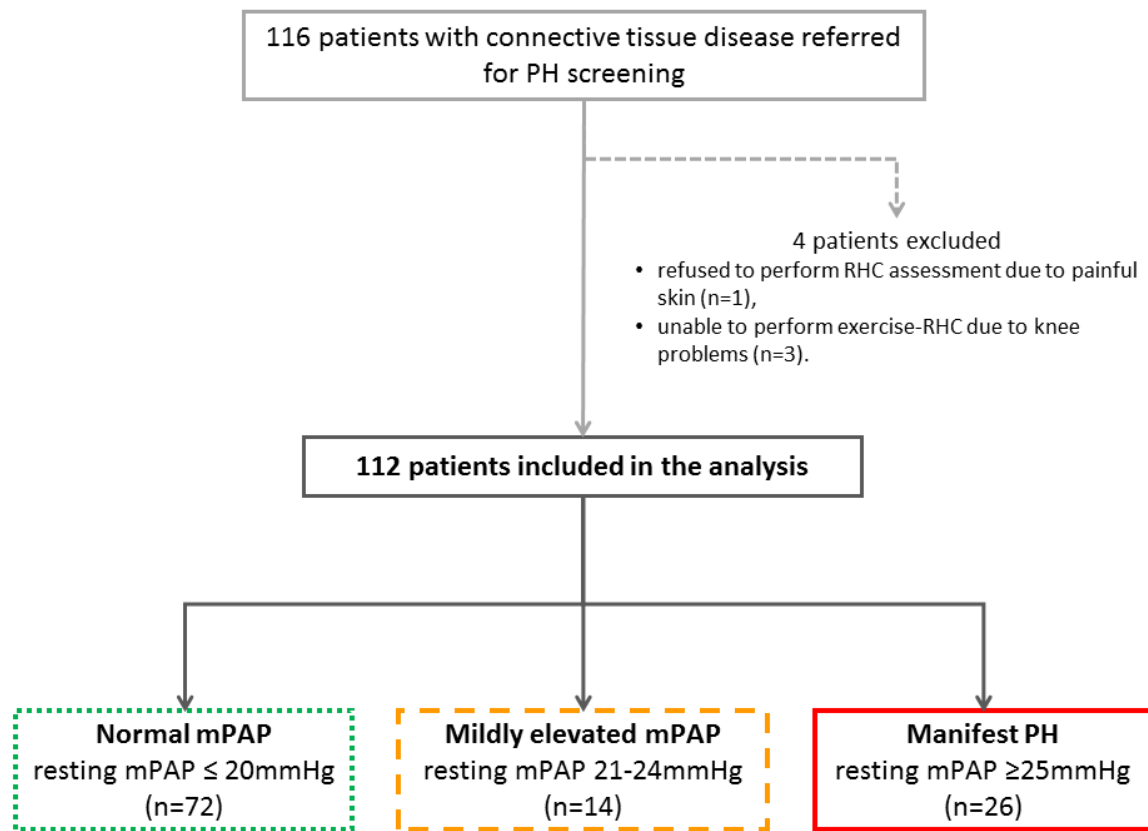 116 patients with connective tissue disease referred
for PH screening
4 patients excluded
• refused to perform RHC assessment due to painful
skin (n=1),
• unable to perform exercise-RHC due to knee
problems (n=3).
112 patients included in the analysis
Normal mPAP
resting mPAP ≤ 20mmHg
(n=72)
Mildly elevated mPAP
resting mPAP 21-24mmHg
(n=14)
Manifest PH
resting mPAP ≥25mmHg
(n=26)